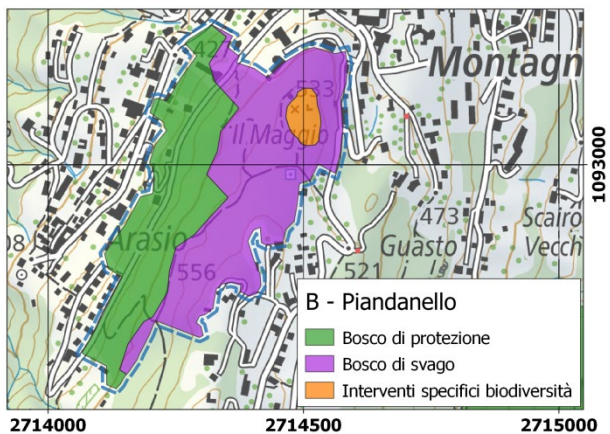 427
Montagn
533
Il Maggio
1093000
473
Scairo
Vecch
Arasio
Guasto
08
556
521
B - Piandanello
Bosco di protezione
Bosco di svago
Interventi specifici biodiversità
2714000
2714500
2715000